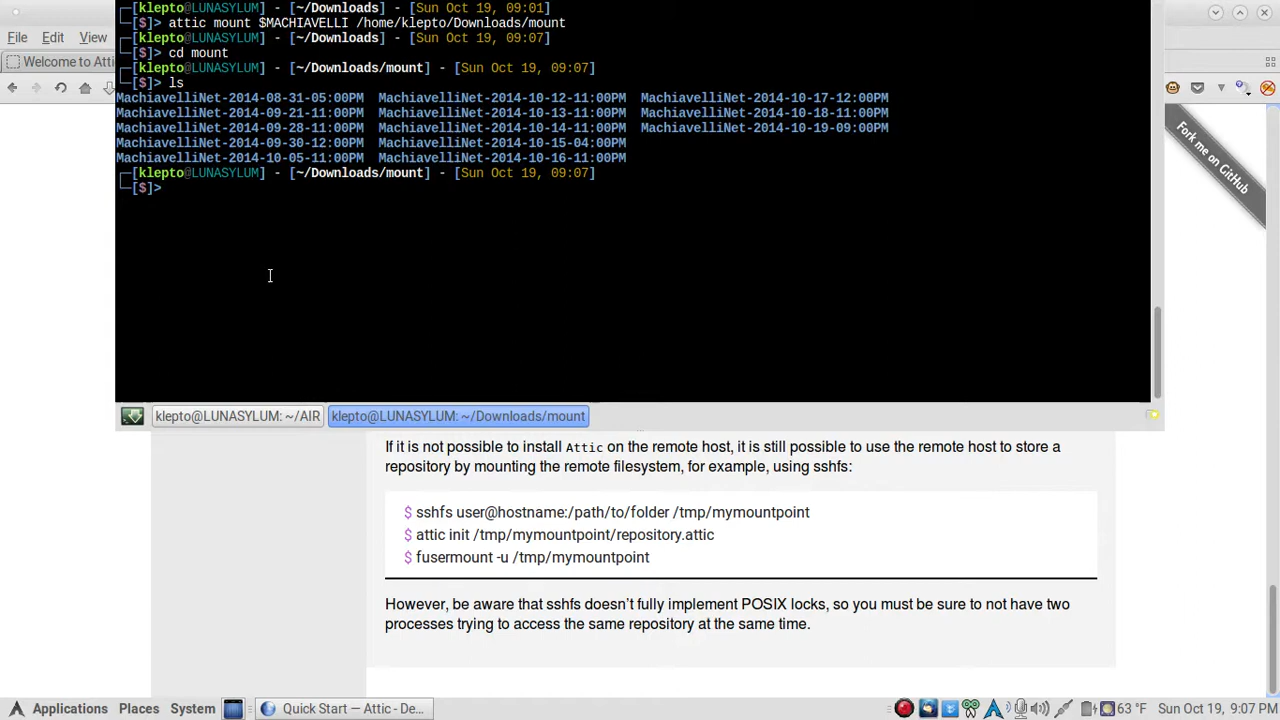 ┌─[klepto@LUNASYLUM] - [~/Downloads] - [Sun Oct 19, 09:01]
└─[$]> attic mount $MACHIAVELLI /home/klepto/Downloads/mount
┌─[klepto@LUNASYLUM] - [~/Downloads] - [Sun Oct 19, 09:07]
└─[$]> cd mount
┌─[klepto@LUNASYLUM] - [~/Downloads/mount] - [Sun Oct 19, 09:07]
└─[$]> ls
MachiavelliNet-2014-08-31-05:00PM MachiavelliNet-2014-10-12-11:00PM MachiavelliNet-2014-10-17-12:00PM
MachiavelliNet-2014-09-21-11:00PM MachiavelliNet-2014-10-13-11:00PM MachiavelliNet-2014-10-18-11:00PM
MachiavelliNet-2014-09-28-11:00PM MachiavelliNet-2014-10-14-11:00PM MachiavelliNet-2014-10-19-09:00PM
MachiavelliNet-2014-09-30-12:00PM MachiavelliNet-2014-10-15-04:00PM
MachiavelliNet-2014-10-05-11:00PM MachiavelliNet-2014-10-16-11:00PM
┌─[klepto@LUNASYLUM] - [~/Downloads/mount] - [Sun Oct 19, 09:07]
└─[$]>
File Edit View
Welcome to Attic
Fork me on GitHub
klepto@LUNASYLUM: ~/AIR klepto@LUNASYLUM: ~/Downloads/mount
If it is not possible to install Attic on the remote host, it is still possible to use the remote host to store a
repository by mounting the remote filesystem, for example, using sshfs:
$ sshfs user@hostname:/path/to/folder /tmp/mymountpoint
$ attic init /tmp/mymountpoint/repository.attic
$ fusermount -u /tmp/mymountpoint
However, be aware that sshfs doesn't fully implement POSIX locks, so you must be sure to not have two
processes trying to access the same repository at the same time.
Applications Places System Quick Start — Attic - De... 63 °F Sun Oct 19, 9:07 PM